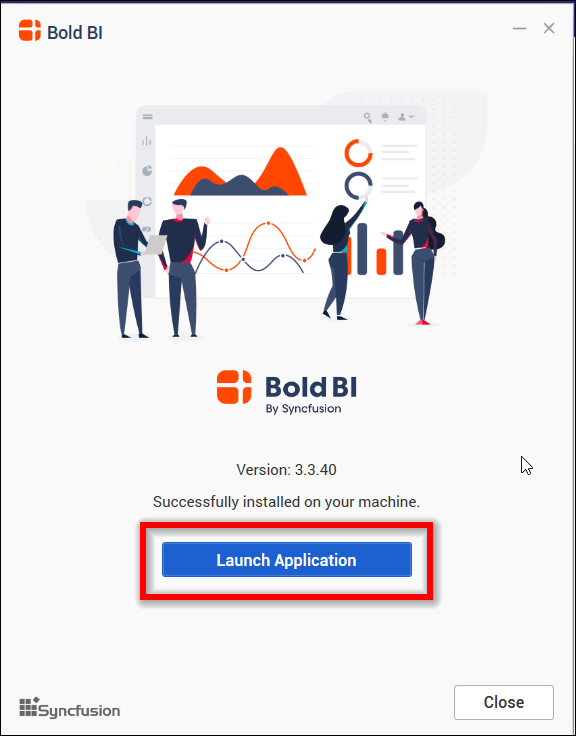 Bold BI
Bold BI
By Syncfusion
Version: 3.3.40
Successfully installed on your machine.
Launch Application
Syncfusion
Close